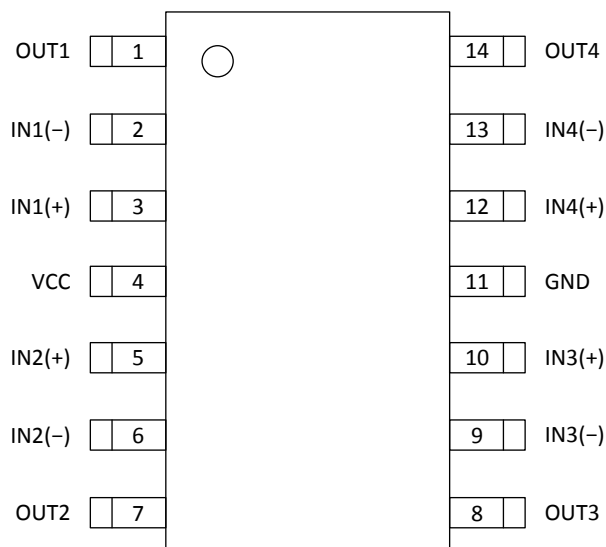 OUT1 1 14 OUT4
IN1(−) 2 13 IN4(−)
IN1(+) 3 12 IN4(+)
VCC 4 11 GND
IN2(+) 5 10 IN3(+)
IN2(−) 6 9 IN3(−)
OUT2 7 8 OUT3